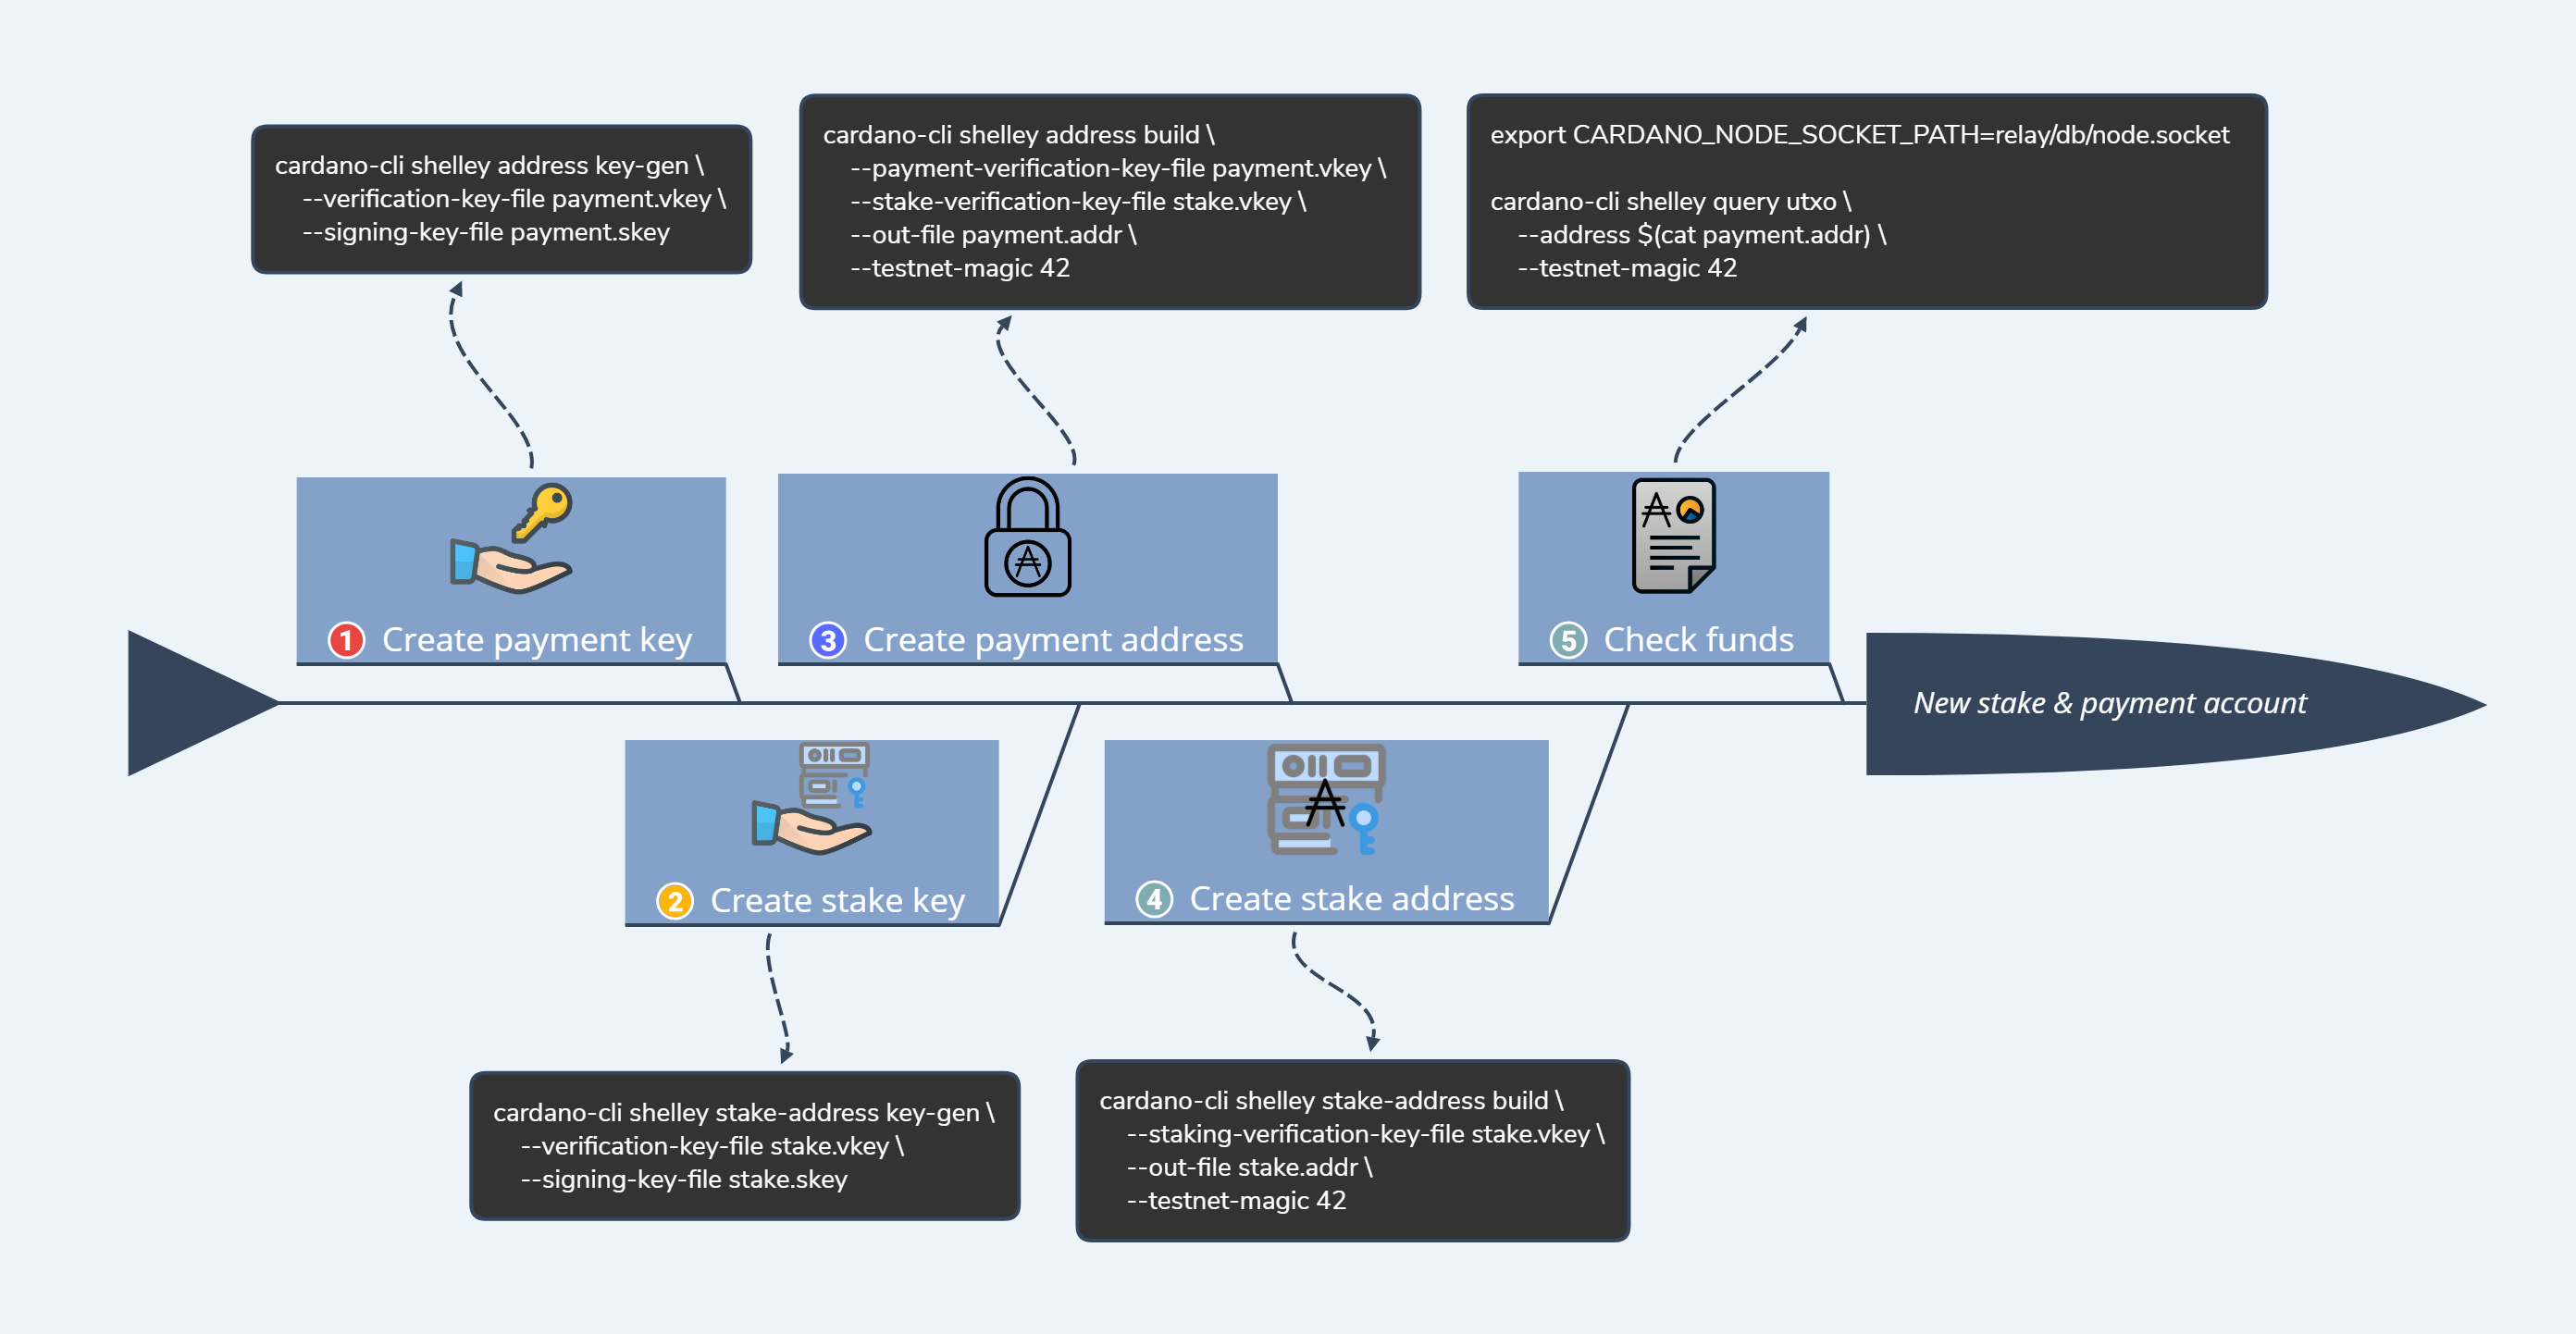 cardano-cli shelley address key-gen \
--verification-key-file payment.vkey \
--signing-key-file payment.skey
cardano-cli shelley address build \
--payment-verification-key-file payment.vkey \
--stake-verification-key-file stake.vkey \
--out-file payment.addr \
--testnet-magic 42
export CARDANO_NODE_SOCKET_PATH=relay/db/node.socket
cardano-cli shelley query utxo \
--address $(cat payment.addr) \
--testnet-magic 42
1 Create payment key
3 Create payment address
5 Check funds
New stake & payment account
2 Create stake key
4 Create stake address
cardano-cli shelley stake-address key-gen \
--verification-key-file stake.vkey \
--signing-key-file stake.skey
cardano-cli shelley stake-address build \
--staking-verification-key-file stake.vkey \
--out-file stake.addr \
--testnet-magic 42